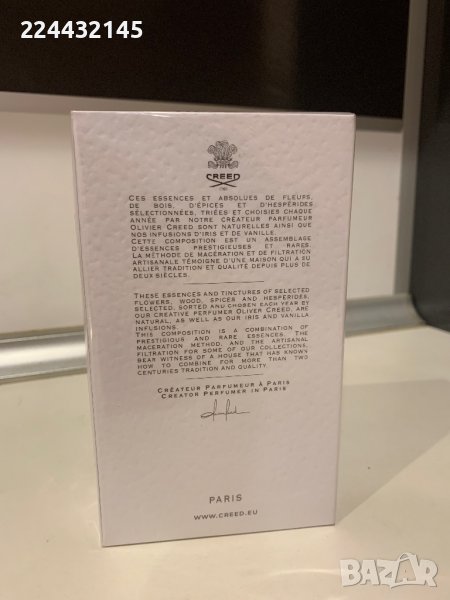 224432145
CREED
CES ESSENCES ET ABSOLUES DE FLEURS,
DE BOIS, D'ÉPICES ET D'HESPÉRIDES
SÉLECTIONNÉES, TRIÉES ET CHOISIES CHAQUE
ANNÉE PAR NOTRE CRÉATEUR PARFUMEUR
OLIVIER CREED SONT NATURELLES AINSI QUE
NOS INFUSIONS D'IRIS ET DE VANILLE.
CETTE COMPOSITION EST UN ASSEMBLAGE
D'ESSENCES PRESTIGIEUSES ET RARES.
LA MÉTHODE DE MACÉRATION ET DE FILTRATION
ARTISANALE TÉMOIGNE D'UNE MAISON QUI A SU
ALLIER TRADITION ET QUALITÉ DEPUIS PLUS DE
DEUX SIÈCLES.
THESE ESSENCES AND TINCTURES OF SELECTED
FLOWERS, WOOD, SPICES AND HESPERIDES,
SELECTED, SORTED AND CHOSEN EACH YEAR BY
OUR CREATIVE PERFUMER OLIVER CREED, ARE
NATURAL, AS WELL AS OUR IRIS AND VANILLA
INFUSIONS.
THIS COMPOSITION IS A COMBINATION OF
PRESTIGIOUS AND RARE ESSENCES. THE
MACERATION METHOD, AND THE ARTISANAL
FILTRATION FOR SOME OF OUR COLLECTIONS,
BEAR WITNESS OF A HOUSE THAT HAS KNOWN
HOW TO COMBINE FOR MORE THAN TWO
CENTURIES TRADITION AND QUALITY.
CRÉATEUR PARFUMEUR À PARIS
CREATOR PERFUMER IN PARIS
PARIS
WWW.CREED.EU
BAZAR